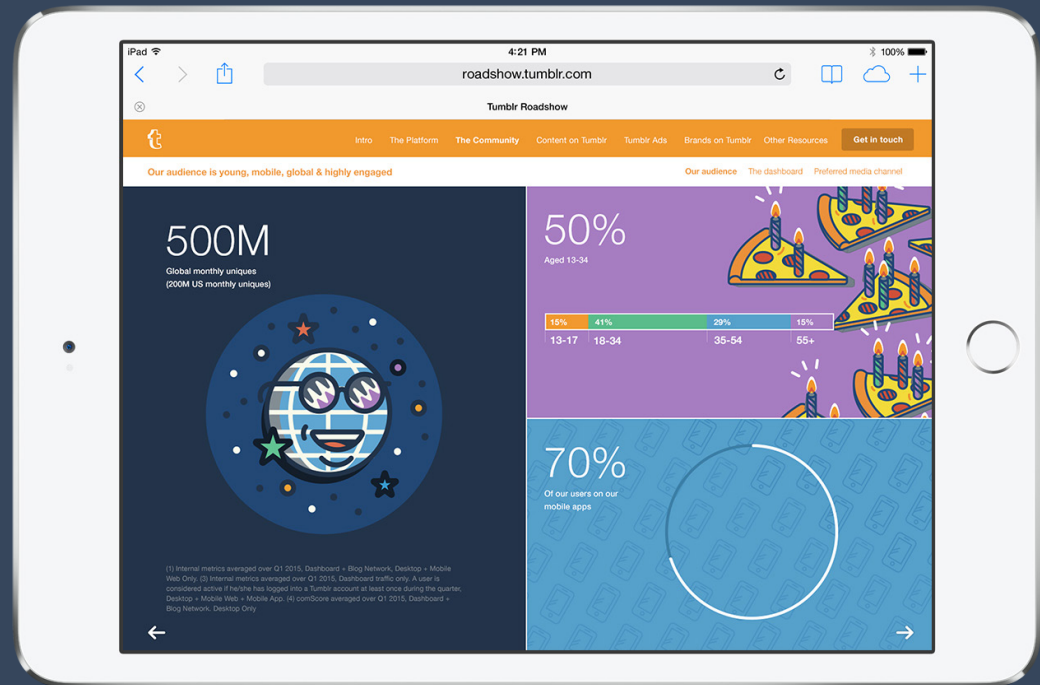 iPad
4:21 PM
100%
roadshow.tumblr.com
Tumblr Roadshow
t
Intro The Platform The Community Content on Tumblr Tumblr Ads Brands on Tumblr Other Resources Get in touch
Our audience is young, mobile, global & highly engaged
Our audience The dashboard Preferred media channel
500M
Global monthly uniques
(200M US monthly uniques)
(1) Internal metrics averaged over Q1 2015, Dashboard + Blog Network, Desktop + Mobile
Web Only. (3) Internal metrics averaged over Q1 2015, Dashboard traffic only. A user is
considered active if he/she has logged into a Tumblr account at least once during the quarter,
Desktop + Mobile Web + Mobile App. (4) comScore averaged over Q1 2015, Dashboard +
Blog Network, Desktop Only
50%
Aged 13-34
15% 41% 29% 15%
13-17 18-34 35-54 55+
70%
Of our users on our
mobile apps